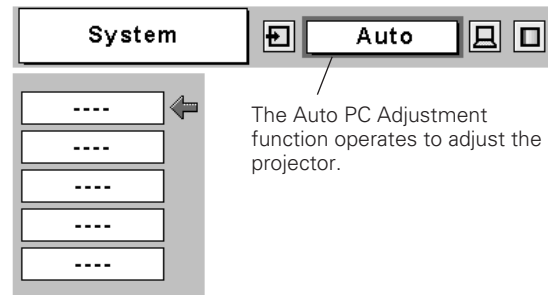 System
Auto
----
----
----
----
----
The Auto PC Adjustment
function operates to adjust the
projector.